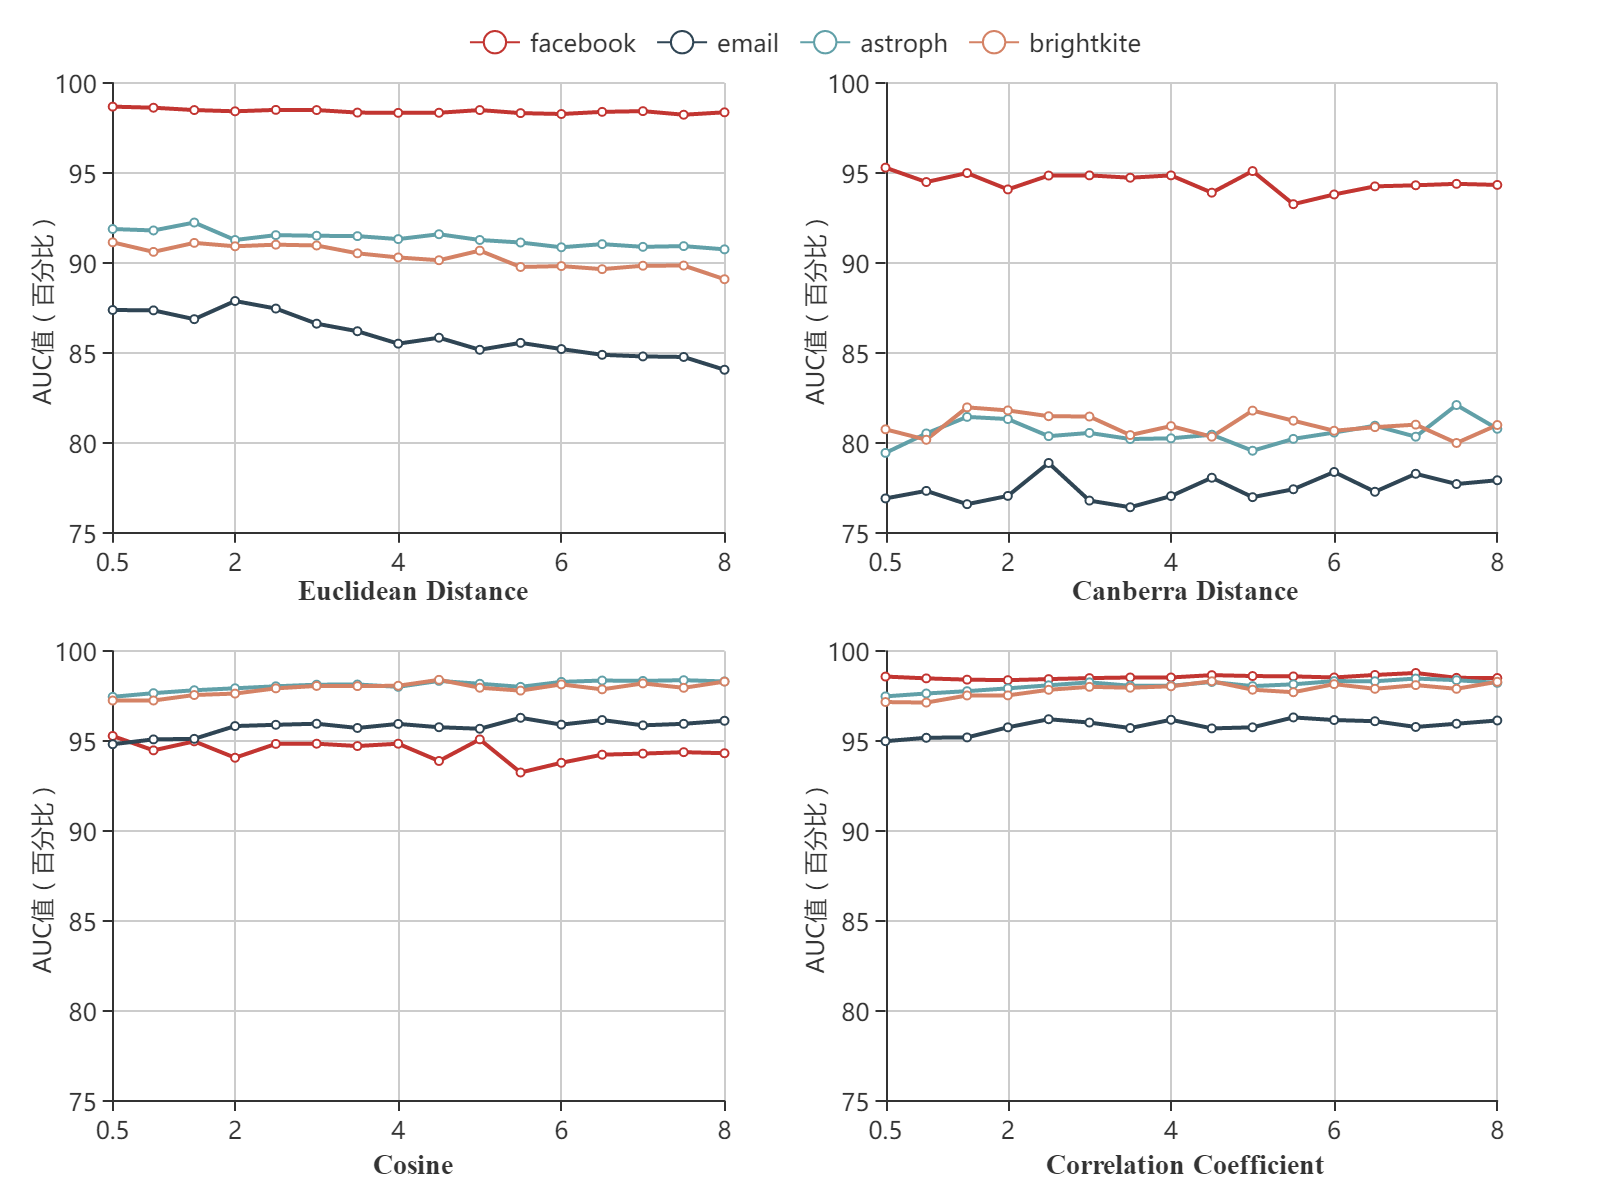 facebook email astroph brightkite
100
95
90
85
80
75
AUC值（百分比）
0.5 2 4 6 8
Euclidean Distance
100
95
90
85
80
75
AUC值（百分比）
0.5 2 4 6 8
Canberra Distance
100
95
90
85
80
75
AUC值（百分比）
0.5 2 4 6 8
Cosine
100
95
90
85
80
75
AUC值（百分比）
0.5 2 4 6 8
Correlation Coefficient